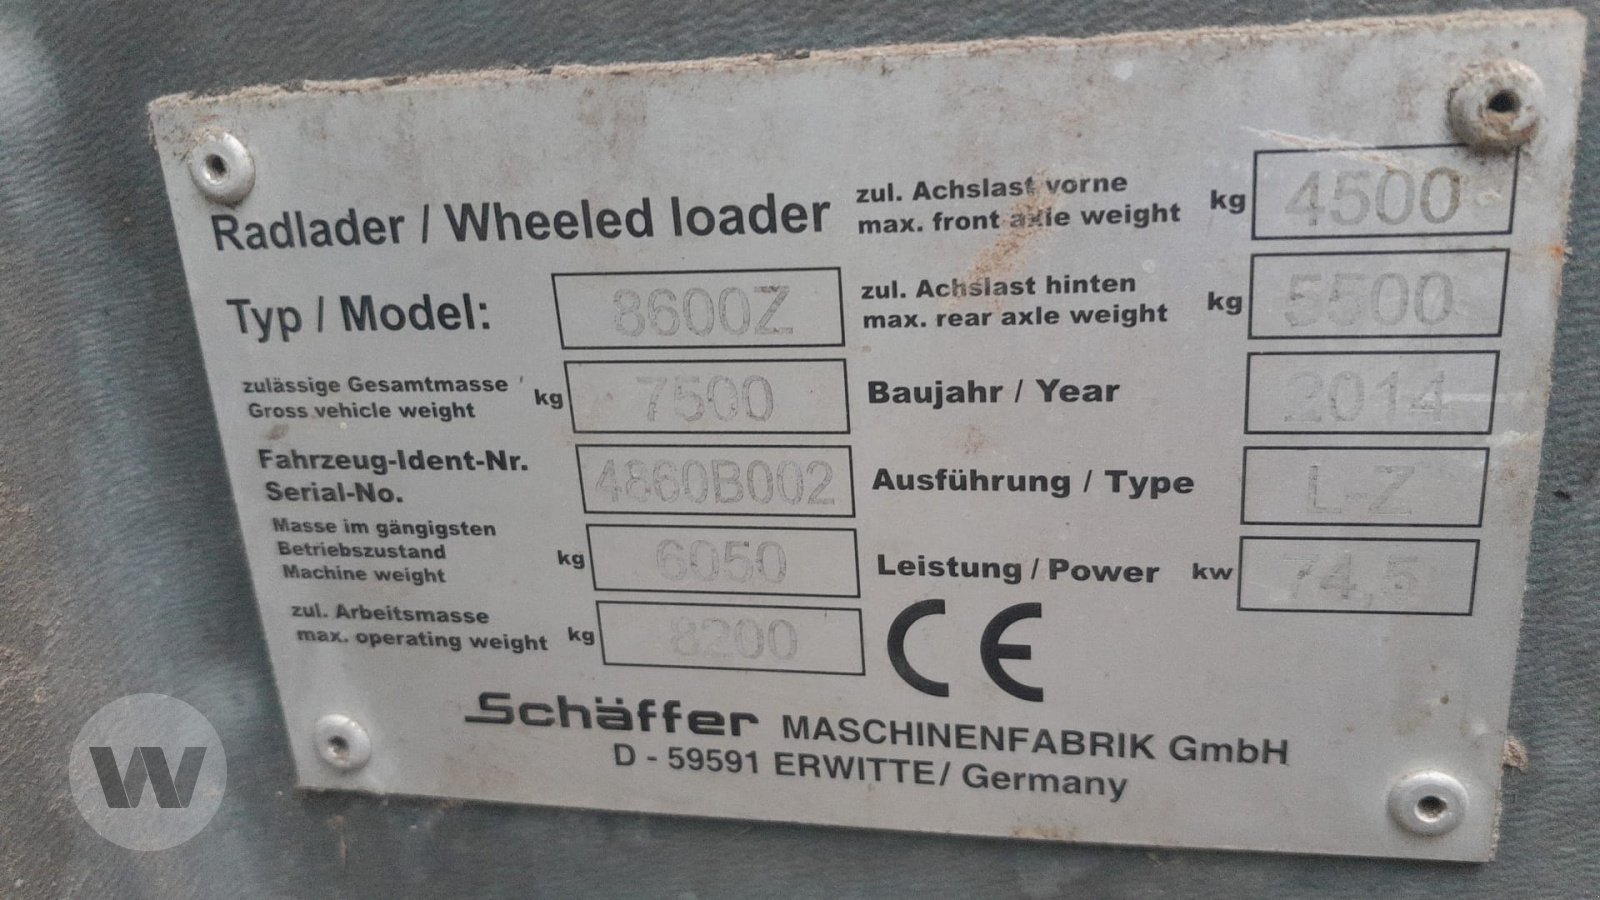 Radlader / Wheeled loader
Typ / Model: 8600Z
zulässige Gesamtmasse
Gross vehicle weight kg 7500
Fahrzeug-Ident-Nr.
Serial-No. 4860B002
Masse im gängigsten
Betriebszustand
Machine weight kg 6050
zul. Arbeitsmasse
max. operating weight kg 8200
zul. Achslast vorne
max. front axle weight kg 4500
zul. Achslast hinten
max. rear axle weight kg 5500
Baujahr / Year 2014
Ausführung / Type L-Z
Leistung / Power kw 74,5
CE
Schäffer MASCHINENFABRIK GmbH
D - 59591 ERWITTE / Germany
W